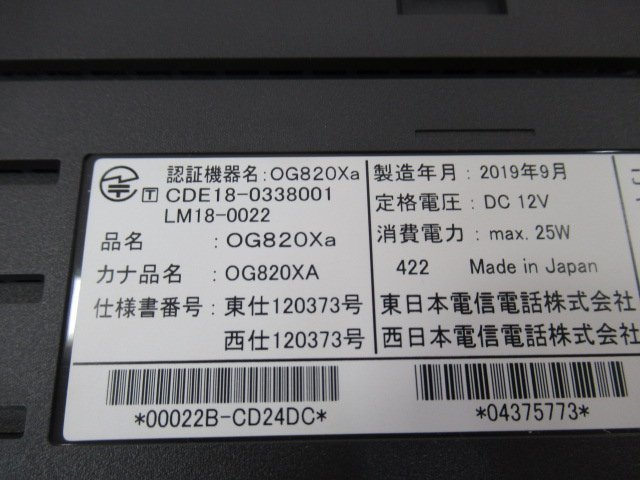 認証機器名:OG820Xa
T CDE18-0338001
LM18-0022
品名 :OG820Xa
カナ品名 :OG820XA
仕様書番号:東仕120373号
西仕120373号
製造年月:2019年9月
定格電圧:DC 12V
消費電力:max. 25W
422 Made in Japan
東日本電信電話株式会社
西日本電信電話株式会社
*00022B-CD24DC*
*04375773*